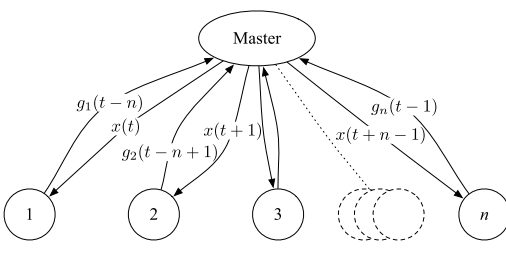 Master
g₁(t − n)
gₙ(t − 1)
x(t)
x(t + 1)
x(t + n − 1)
g₂(t − n + 1)
1
2
3
n